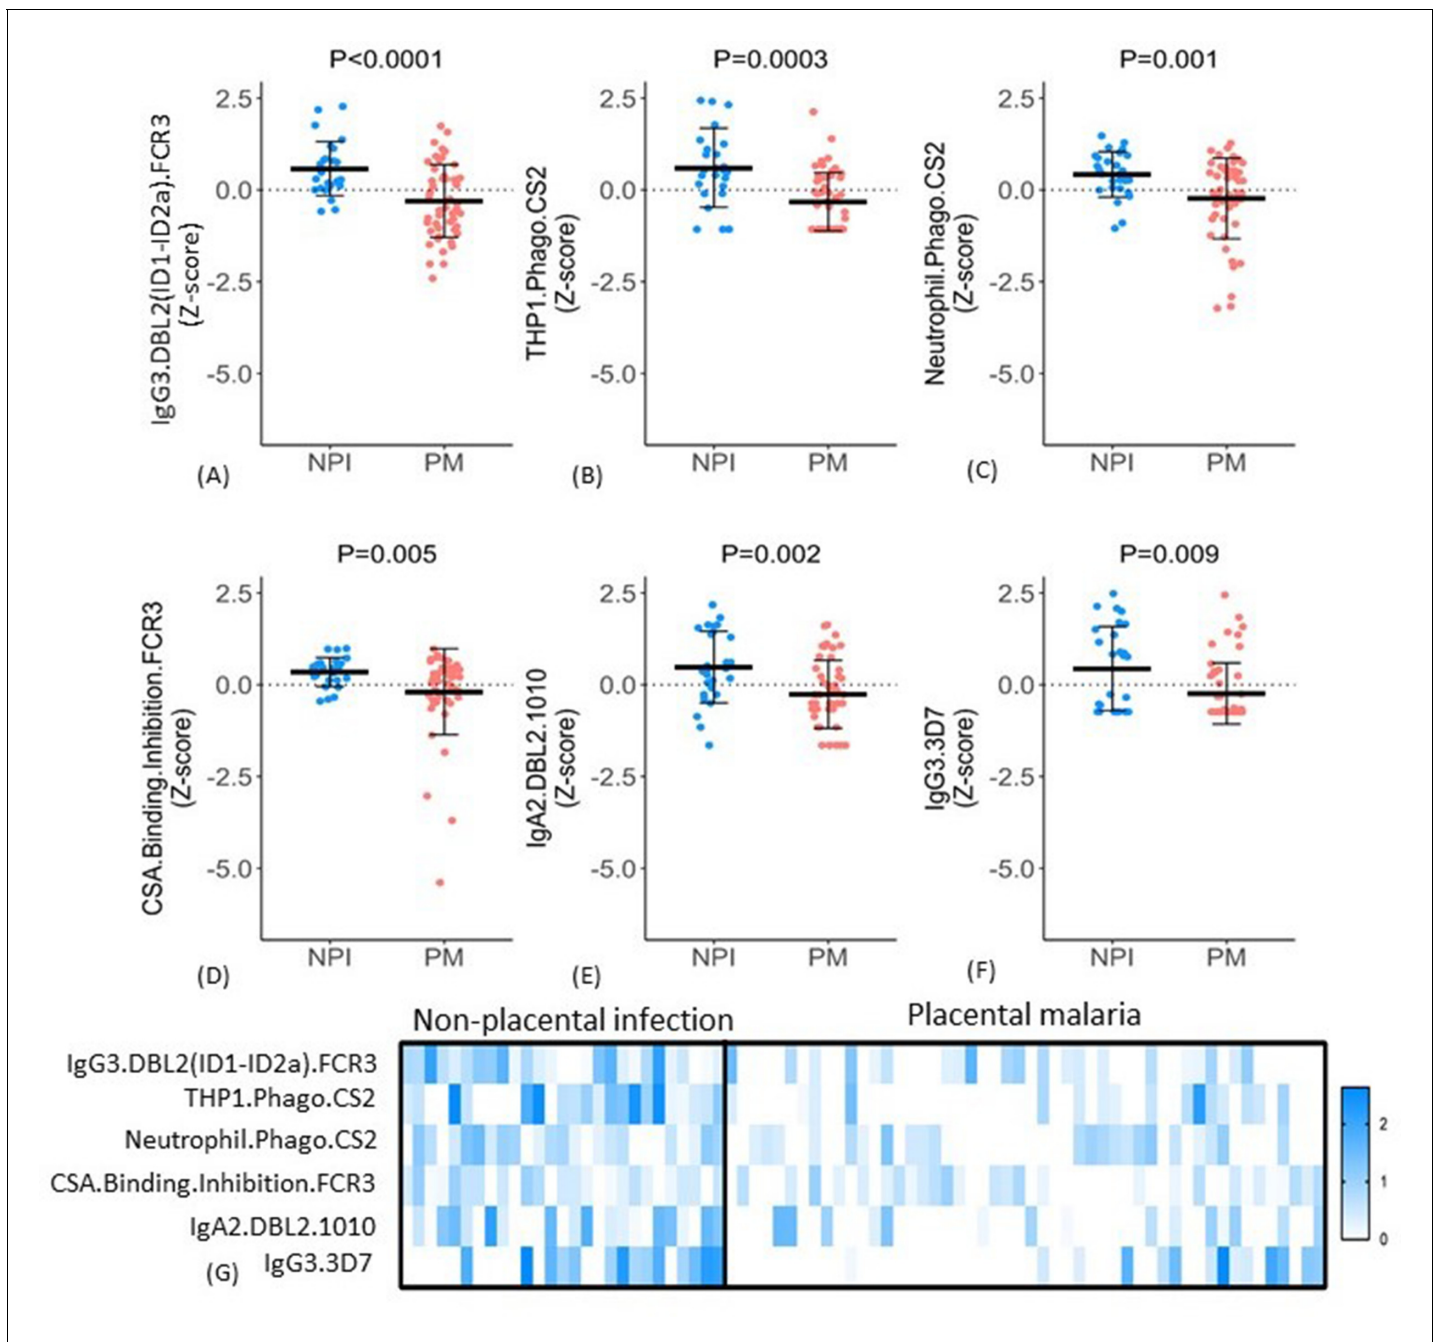 P<0.0001
IgG3.DBL2(ID1-ID2a).FCR3
(Z-score)
2.5
0.0
-2.5
-5.0
NPI
PM
(A)
P=0.0003
THP1.Phago.CS2
(Z-score)
2.5
0.0
-2.5
-5.0
NPI
PM
(B)
P=0.001
Neutrophil.Phago.CS2
(Z-score)
2.5
0.0
-2.5
-5.0
NPI
PM
(C)
P=0.005
CSA.Binding.Inhibition.FCR3
(Z-score)
2.5
0.0
-2.5
-5.0
NPI
PM
(D)
P=0.002
IgA2.DBL2.1010
(Z-score)
2.5
0.0
-2.5
-5.0
NPI
PM
(E)
P=0.009
IgG3.3D7
(Z-score)
2.5
0.0
-2.5
-5.0
NPI
PM
(F)
Non-placental infection
Placental malaria
IgG3.DBL2(ID1-ID2a).FCR3
THP1.Phago.CS2
Neutrophil.Phago.CS2
CSA.Binding.Inhibition.FCR3
IgA2.DBL2.1010
IgG3.3D7
(G)
2
1
0